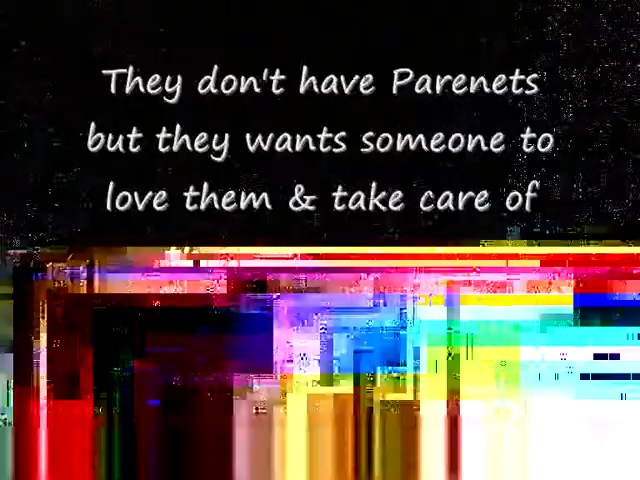 They don't have Parenets
but they wants someone to
love them & take care of